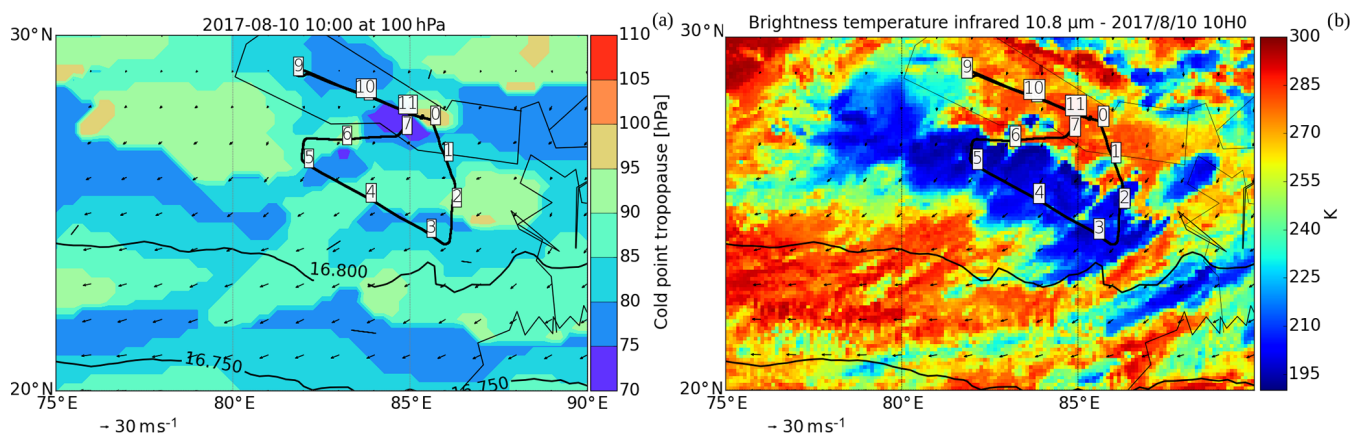 2017-08-10 10:00 at 100 hPa
(a)
30°N
20°N
75°E
80°E
85°E
90°E
9
10
11
0
7
6
1
5
4
2
3
16.800
16.750
16.750
→ 30 ms⁻¹
110
105
100
95
90
85
80
75
70
Cold point tropopause [hPa]
Brightness temperature infrared 10.8 µm - 2017/8/10 10H0
(b)
30°N
20°N
75°E
80°E
85°E
9
10
11
0
7
6
1
5
4
2
3
→ 30 ms⁻¹
300
285
270
255
240
225
210
195
K